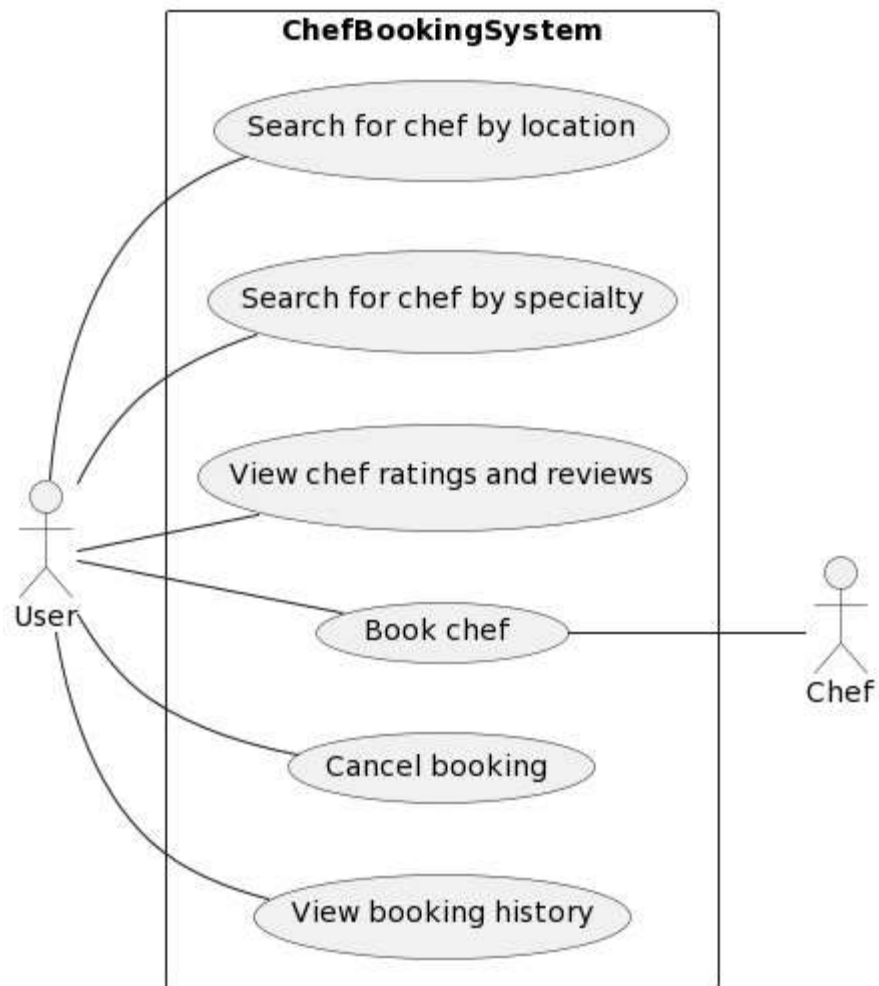 ChefBookingSystem
Search for chef by location
Search for chef by specialty
View chef ratings and reviews
Book chef
User
Chef
Cancel booking
View booking history